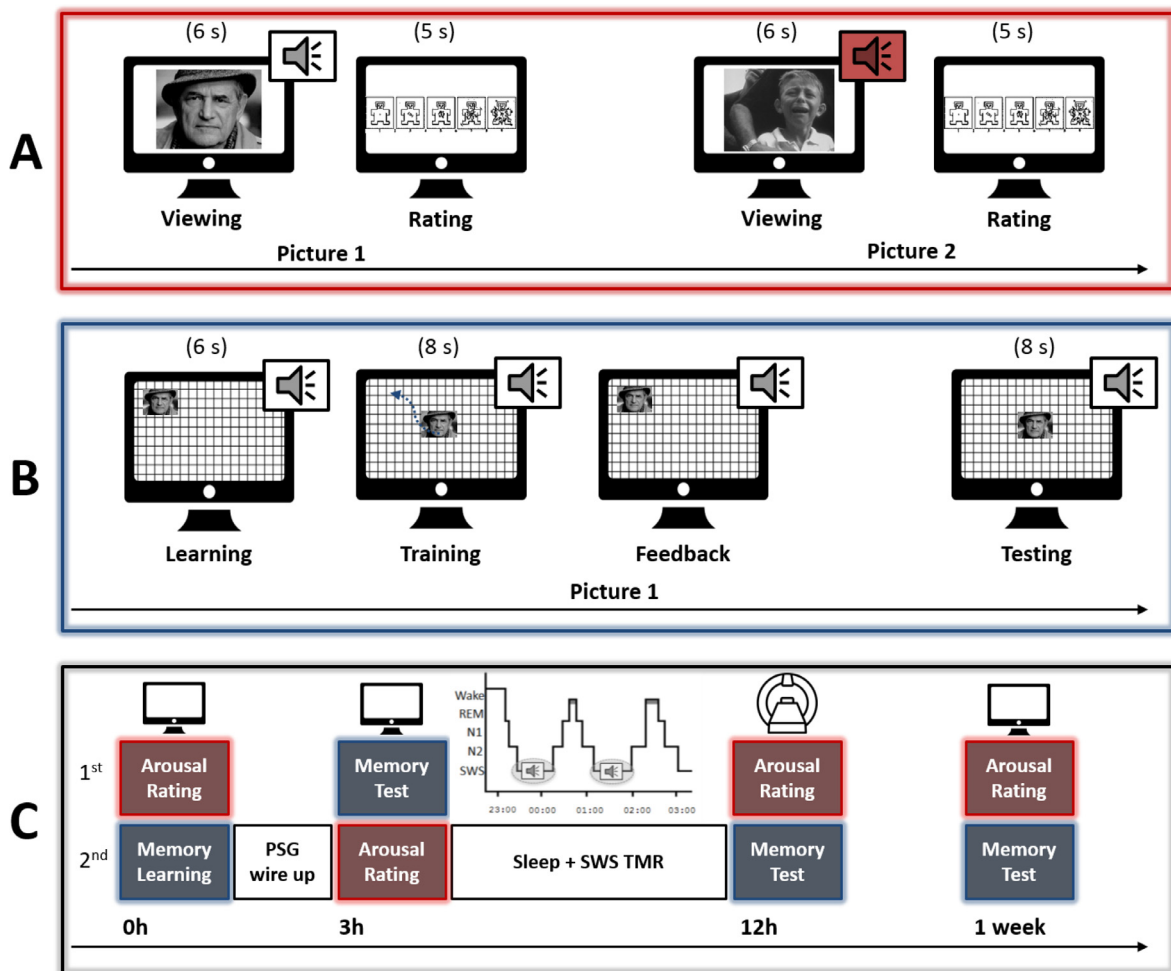 A
(6 s) (5 s) (6 s) (5 s)
Viewing Rating Viewing Rating
Picture 1 Picture 2
B
(6 s) (8 s) (8 s)
Learning Training Feedback Testing
Picture 1
C
Wake
REM
N1
N2
SWS
23:00 00:00 01:00 02:00 03:00
1st
Arousal
Rating
Memory
Test
Arousal
Rating
Arousal
Rating
2nd
Memory
Learning
PSG
wire up
Arousal
Rating
Sleep + SWS TMR
Memory
Test
Memory
Test
0h 3h 12h 1 week